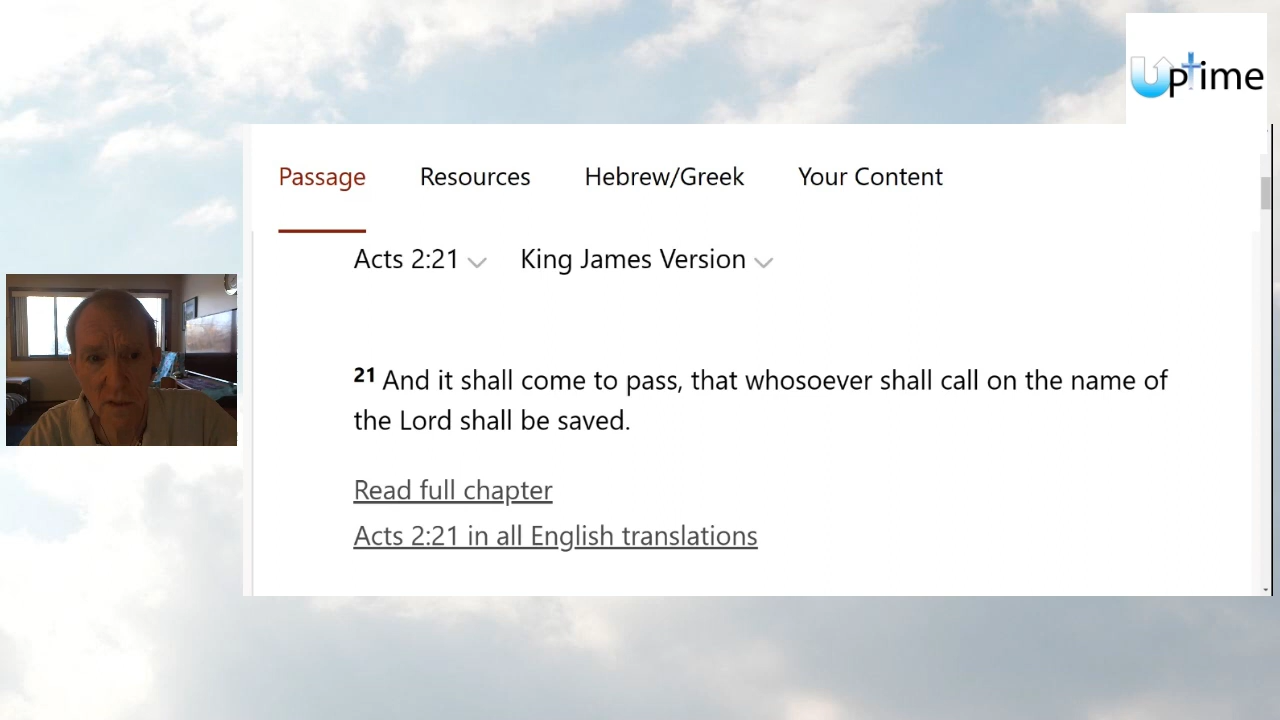 Uptime
Passage Resources Hebrew/Greek Your Content
Acts 2:21 King James Version
21 And it shall come to pass, that whosoever shall call on the name of
the Lord shall be saved.
Read full chapter
Acts 2:21 in all English translations